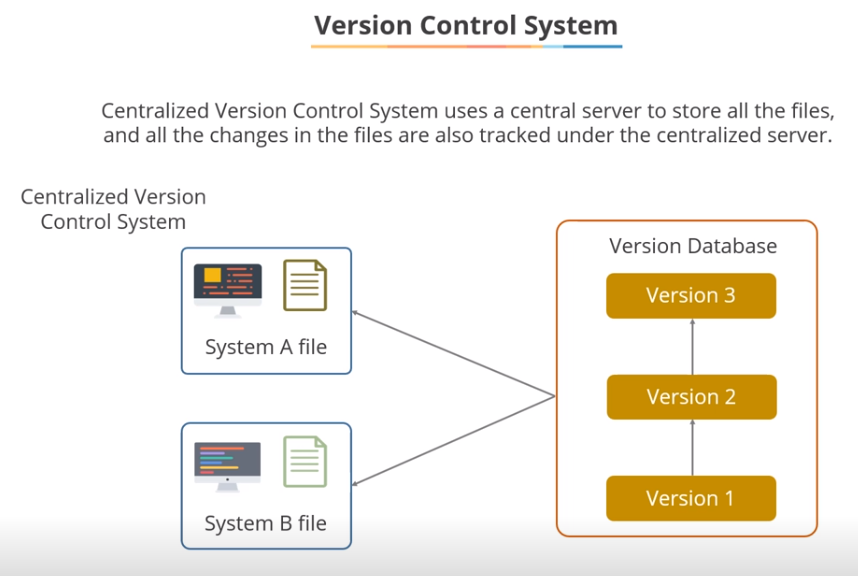 Version Control System
Centralized Version Control System uses a central server to store all the files,
and all the changes in the files are also tracked under the centralized server.
Centralized Version
Control System
System A file
System B file
Version Database
Version 3
Version 2
Version 1